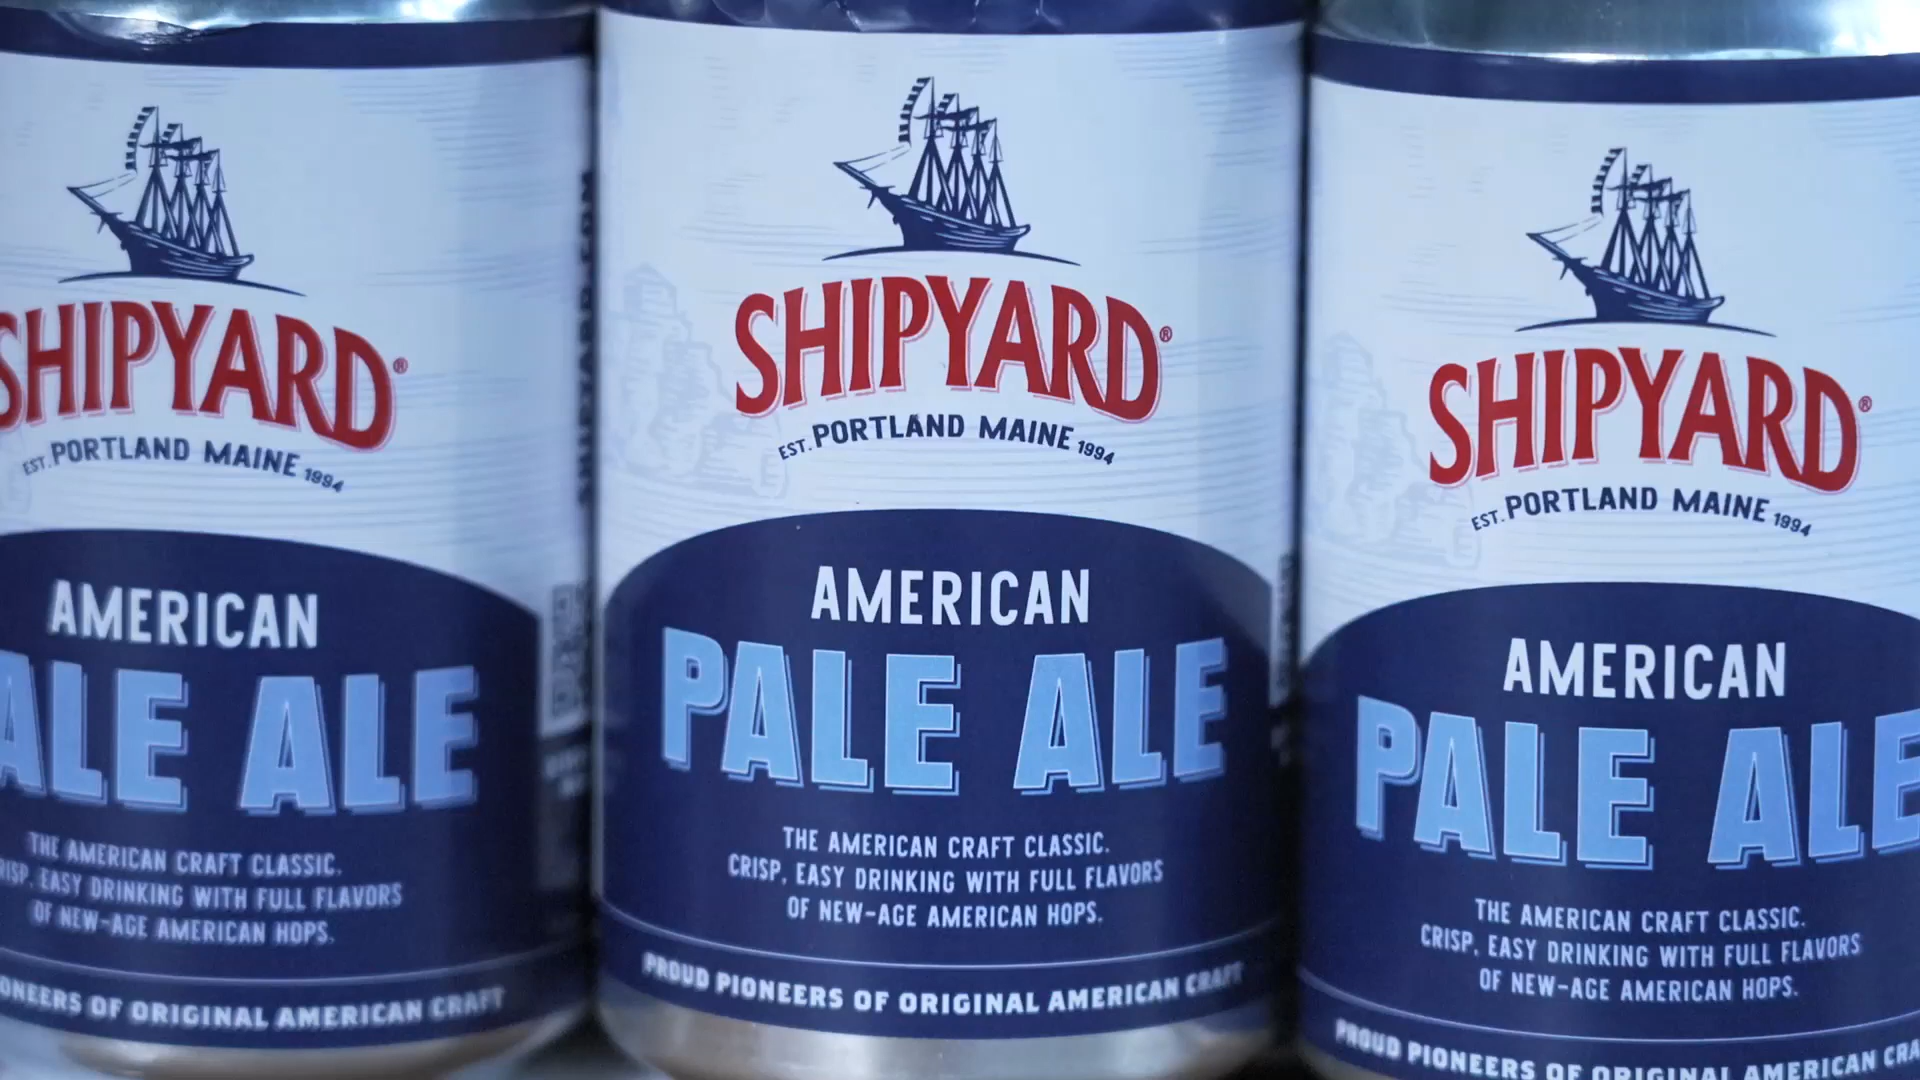 SHIPYARD®
EST. PORTLAND MAINE 1994
AMERICAN
ALE ALE
THE AMERICAN CRAFT CLASSIC.
EASY DRINKING WITH FULL FLAVORS
OF NEW-AGE AMERICAN HOPS.
OF ORIGINAL AMERICAN CRAFT
SHIPYARD®
EST. PORTLAND MAINE 1994
AMERICAN
PALE ALE
THE AMERICAN CRAFT CLASSIC.
CRISP, EASY DRINKING WITH FULL FLAVORS
OF NEW-AGE AMERICAN HOPS.
PROUD PIONEERS OF ORIGINAL AMERICAN CRAFT
SHIPYARD®
EST. PORTLAND MAINE 1994
AMERICAN
PALE ALE
THE AMERICAN CRAFT CLASSIC.
CRISP, EASY DRINKING WITH FULL FLAVORS
OF NEW-AGE AMERICAN HOPS.
PROUD PIONEERS OF ORIGINAL AMERICAN CRA